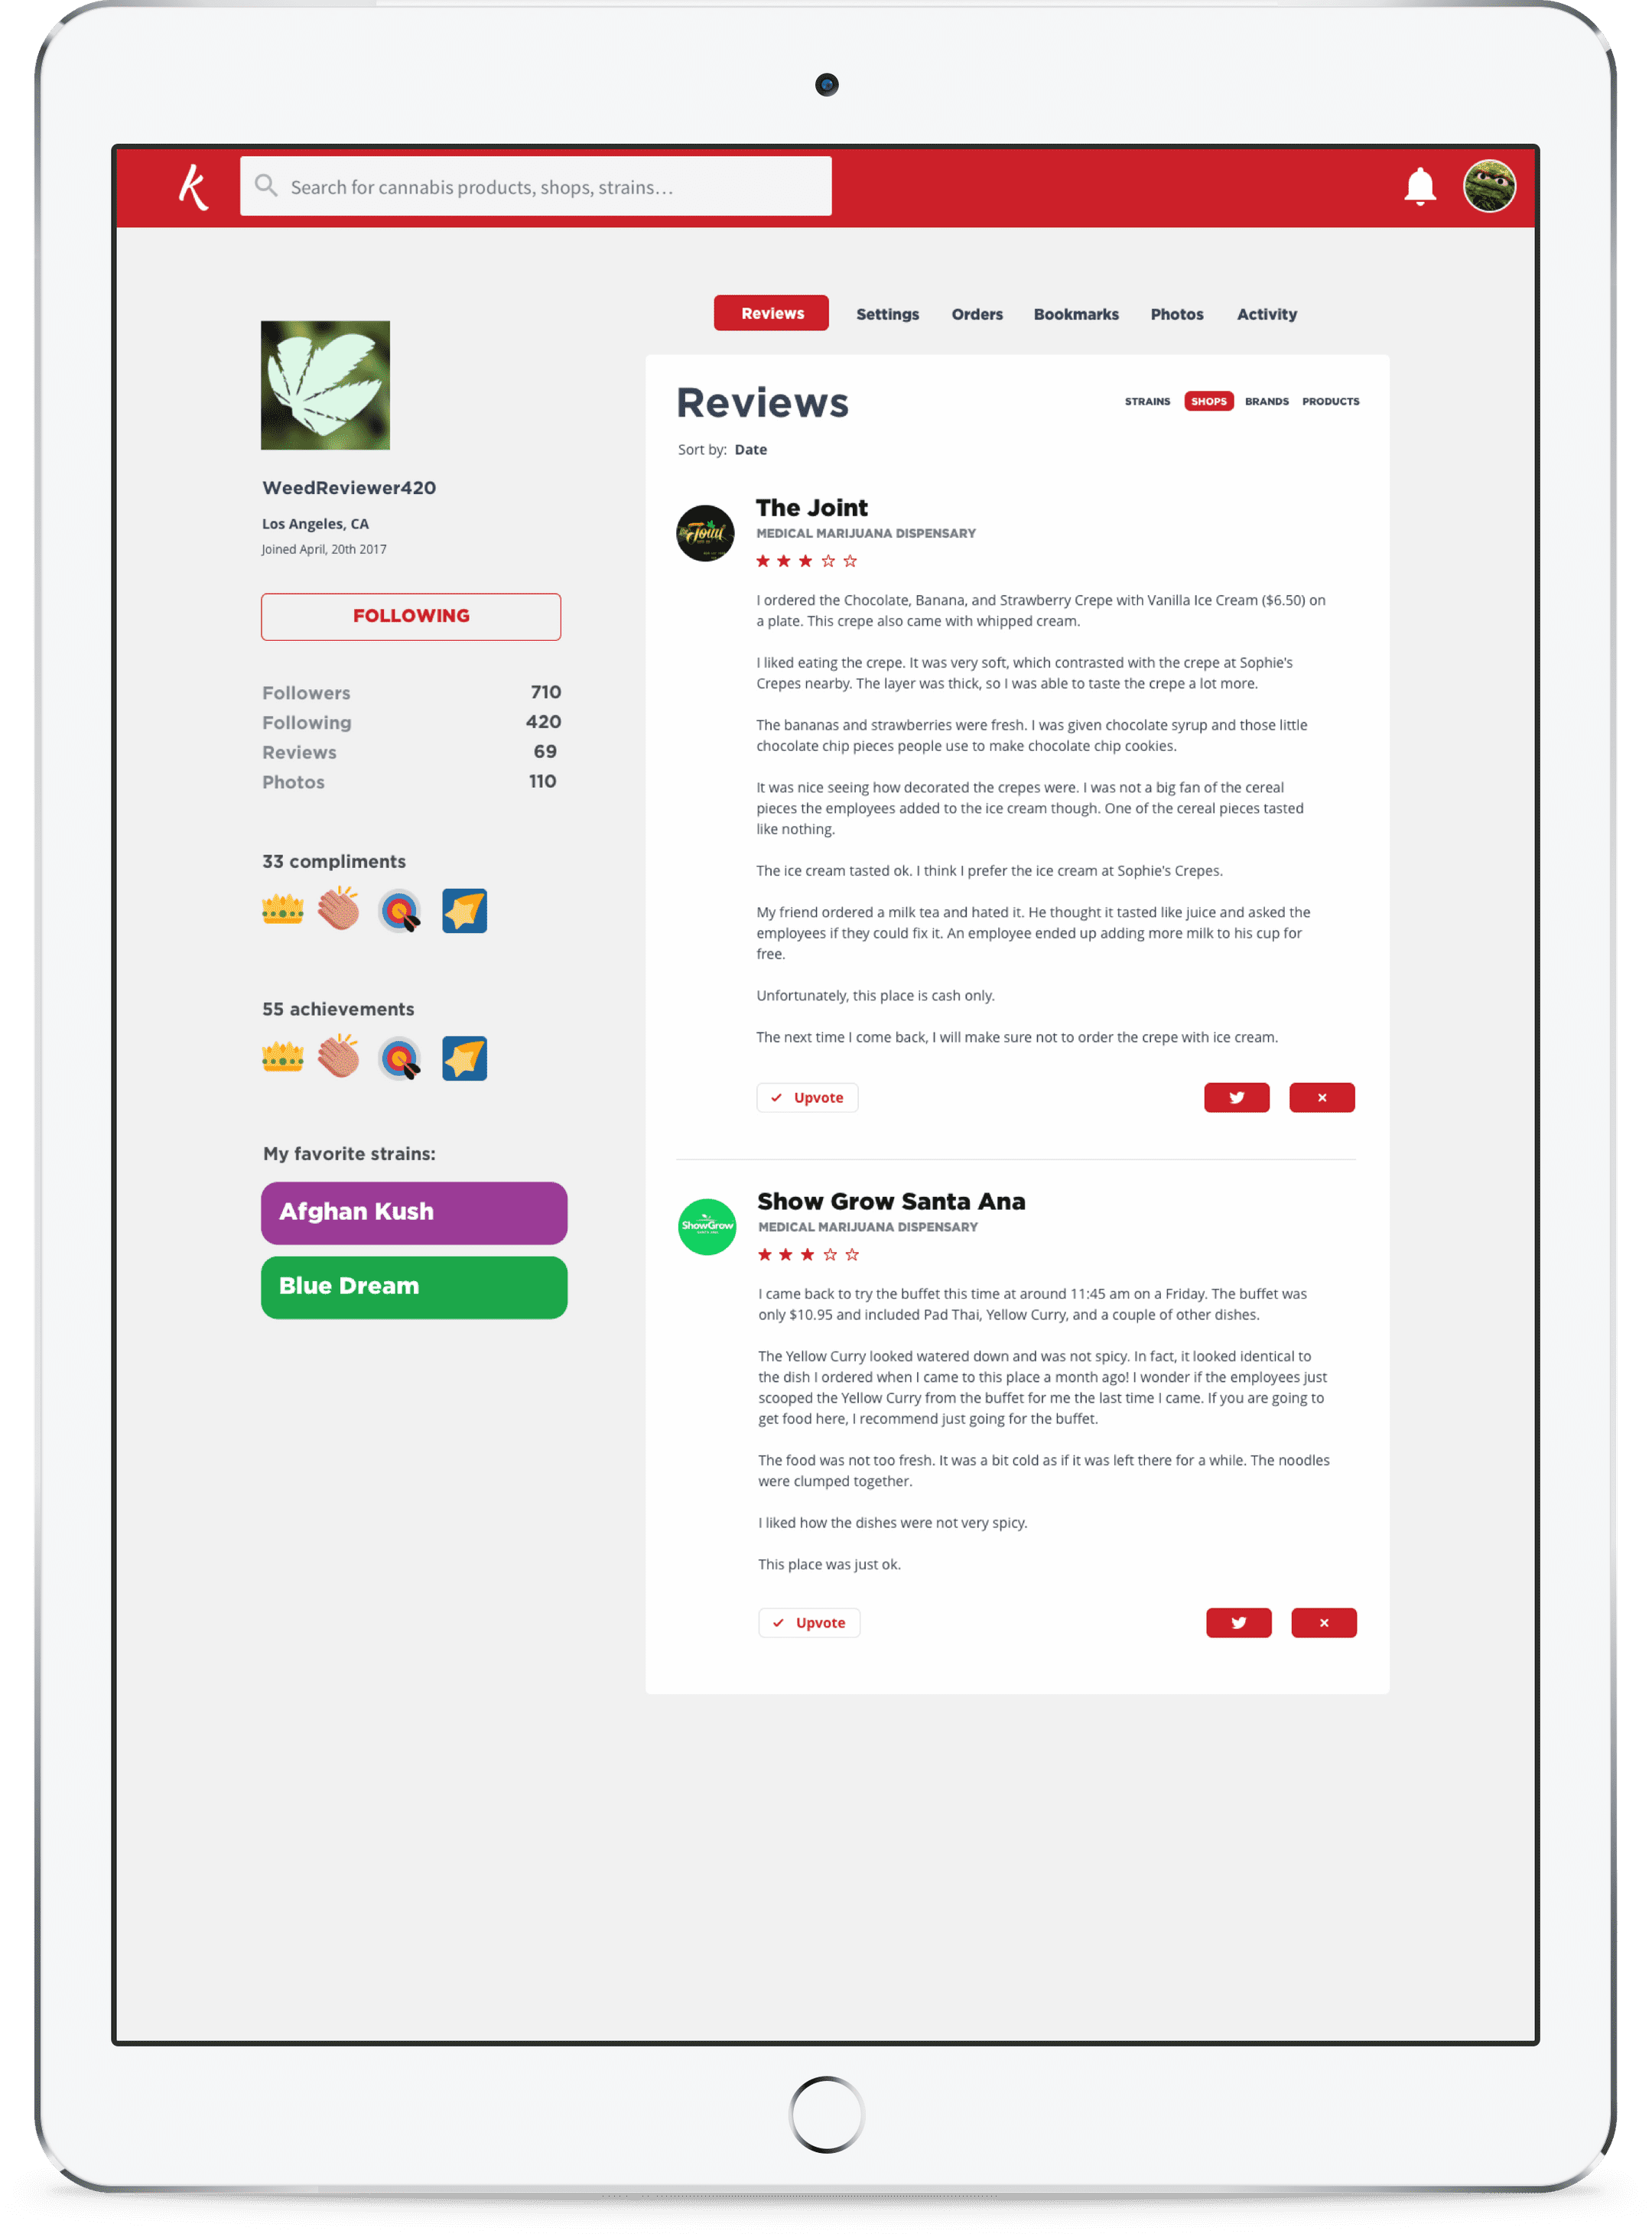 k
Search for cannabis products, shops, strains...
WeedReviewer420
Los Angeles, CA
Joined April, 20th 2017
FOLLOWING
Followers 710
Following 420
Reviews 69
Photos 110
33 compliments
55 achievements
My favorite strains:
Afghan Kush
Blue Dream
Reviews Settings Orders Bookmarks Photos Activity
Reviews
STRAINS SHOPS BRANDS PRODUCTS
Sort by: Date
The Joint
MEDICAL MARIJUANA DISPENSARY
I ordered the Chocolate, Banana, and Strawberry Crepe with Vanilla Ice Cream ($6.50) on
a plate. This crepe also came with whipped cream.
I liked eating the crepe. It was very soft, which contrasted with the crepe at Sophie's
Crepes nearby. The layer was thick, so I was able to taste the crepe a lot more.
The bananas and strawberries were fresh. I was given chocolate syrup and those little
chocolate chip pieces people use to make chocolate chip cookies.
It was nice seeing how decorated the crepes were. I was not a big fan of the cereal
pieces the employees added to the ice cream though. One of the cereal pieces tasted
like nothing.
The ice cream tasted ok. I think I prefer the ice cream at Sophie's Crepes.
My friend ordered a milk tea and hated it. He thought it tasted like juice and asked the
employees if they could fix it. An employee ended up adding more milk to his cup for
free.
Unfortunately, this place is cash only.
The next time I come back, I will make sure not to order the crepe with ice cream.
Upvote
ShowGrow
Show Grow Santa Ana
MEDICAL MARIJUANA DISPENSARY
I came back to try the buffet this time at around 11:45 am on a Friday. The buffet was
only $10.95 and included Pad Thai, Yellow Curry, and a couple of other dishes.
The Yellow Curry looked watered down and was not spicy. In fact, it looked identical to
the dish I ordered when I came to this place a month ago! I wonder if the employees just
scooped the Yellow Curry from the buffet for me the last time I came. If you are going to
get food here, I recommend just going for the buffet.
The food was not too fresh. It was a bit cold as if it was left there for a while. The noodles
were clumped together.
I liked how the dishes were not very spicy.
This place was just ok.
Upvote